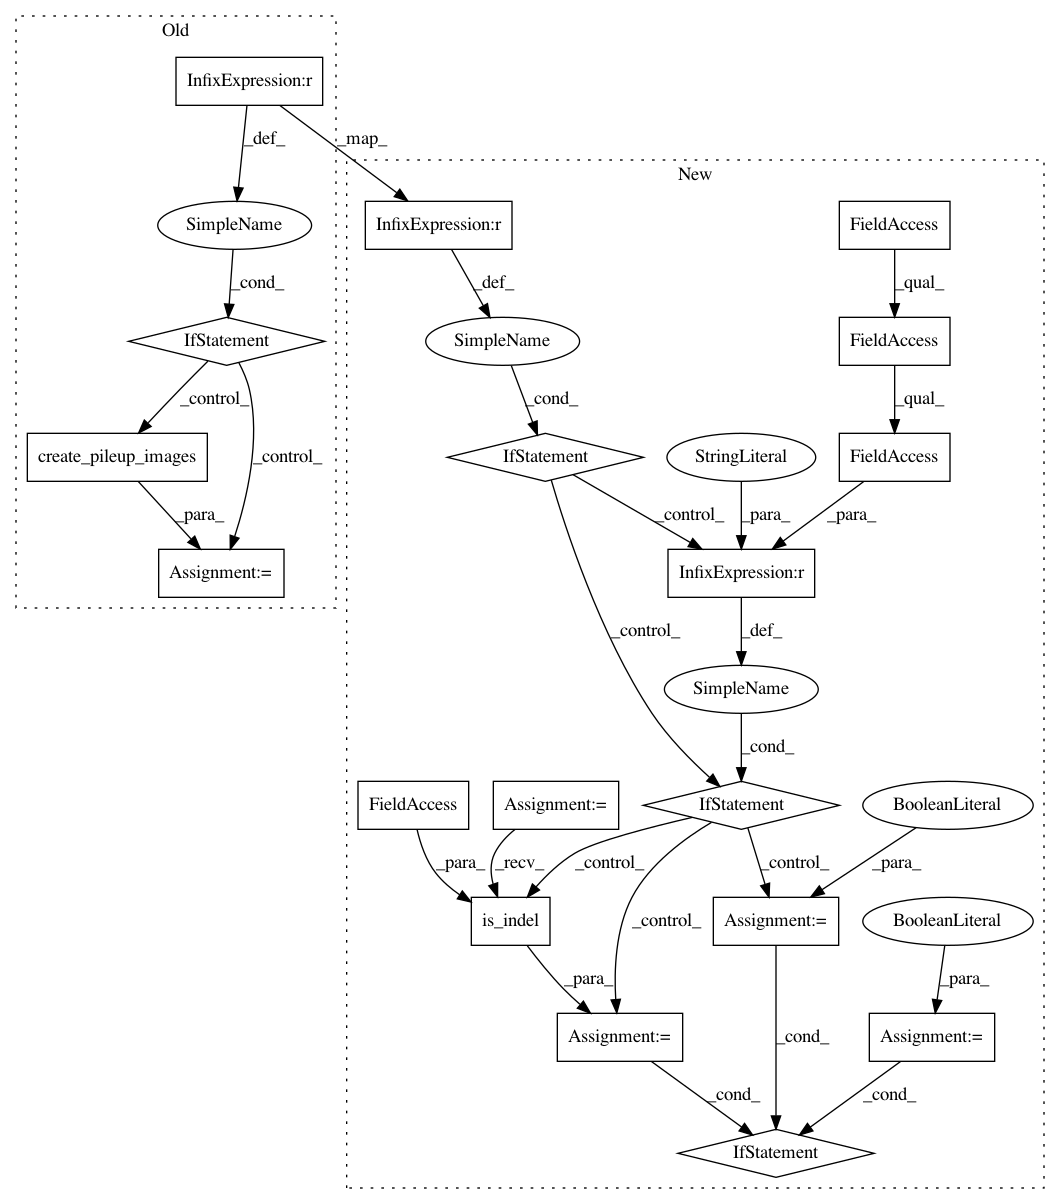 Old
InfixExpression:r
_def_
_map_
New
SimpleName
InfixExpression:r
FieldAccess
_cond_
_def_
_qual_
IfStatement
SimpleName
FieldAccess
_control_
_cond_
_qual_
create_pileup_images
_control_
IfStatement
StringLiteral
FieldAccess
_para_
_control_
_para_
_para_
Assignment:=
InfixExpression:r
_control_
_def_
SimpleName
_cond_
FieldAccess
Assignment:=
IfStatement
BooleanLiteral
_para_
_recv_
_control_
_control_
_para_
is_indel
_control_
Assignment:=
BooleanLiteral
_para_
_para_
Assignment:=
_cond_
Assignment:=
_cond_
_cond_
IfStatement